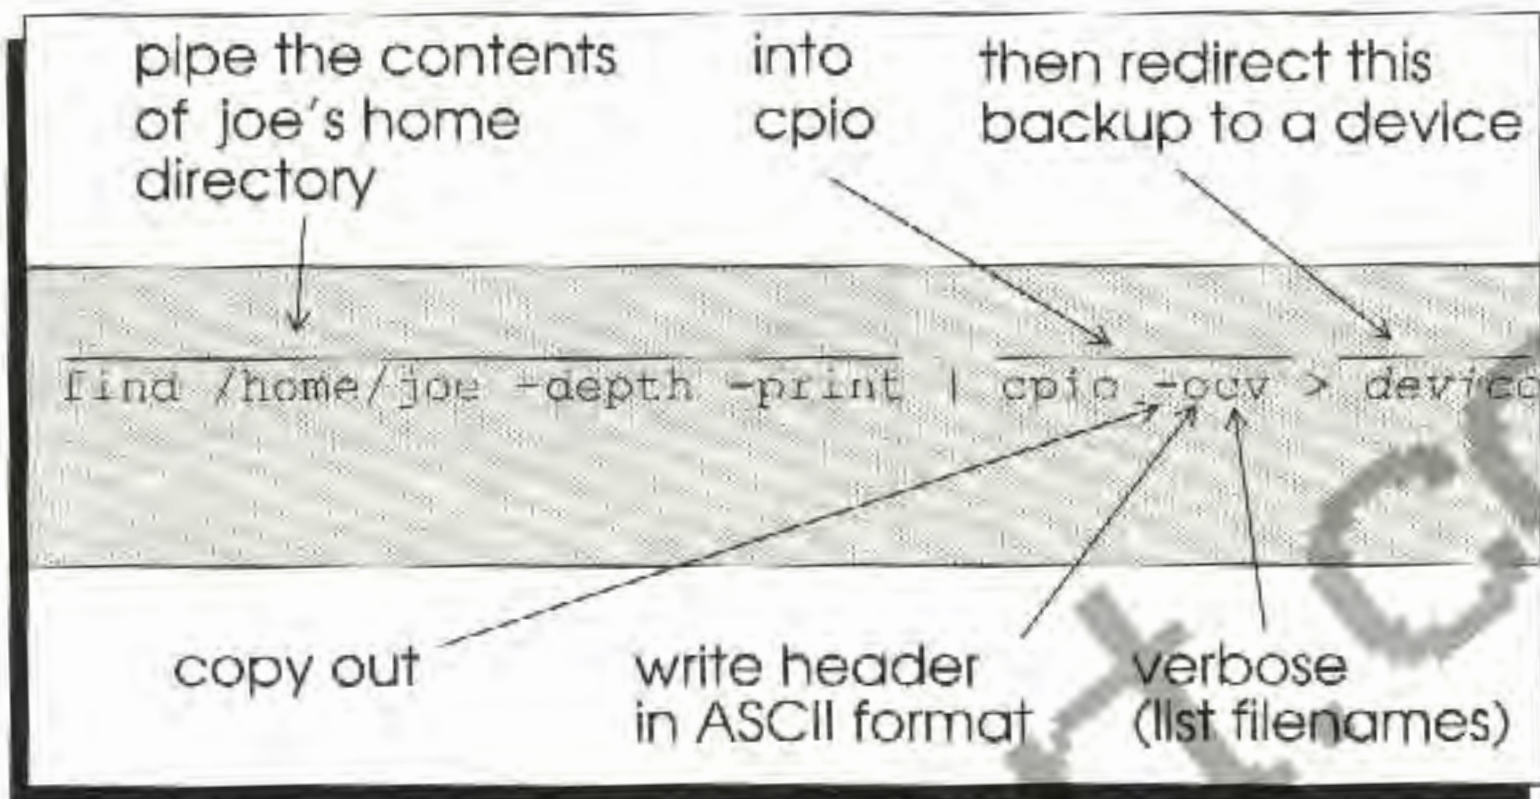 pipe the contents
of joe's home
directory
into
cpio
then redirect this
backup to a device
find /home/joe -depth -print | cpio -ocv > device
copy out
write header
in ASCII format
verbose
(list filenames)